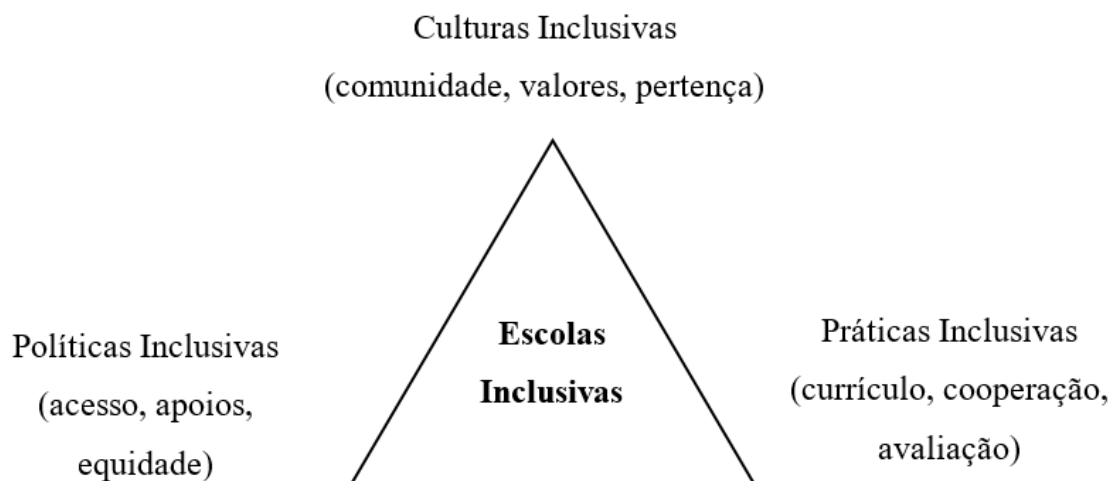 Culturas Inclusivas
(comunidade, valores, pertença)
Escolas
Inclusivas
Políticas Inclusivas
(acesso, apoios,
equidade)
Práticas Inclusivas
(currículo, cooperação,
avaliação)